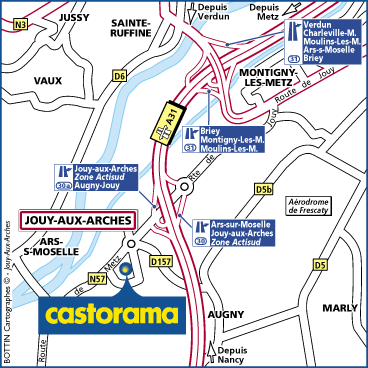 N3
JUSSY
SAINTE-
RUFFINE
Depuis
Verdun
Depuis
Metz
Verdun
Charleville-M.
Moulins-Les-M.
Ars-s-Moselle
Briey
31
VAUX
D6
MONTIGNY-
LES-METZ
Route de Jouy
A31
Briey
Montigny-Les-M.
Moulins-Les-M.
31
Rte de Jouy
Jouy-aux-Arches
Zone Actisud
Augny-Jouy
30a
D5b
Aérodrome
de Frescaty
JOUY-AUX-ARCHES
Ars-sur-Moselle
Jouy-aux-Arches
Zone Actisud
30
ARS-
S-MOSELLE
D157
N57
Route de Metz
D5
castorama
AUGNY
MARLY
Depuis
Nancy
BOTTIN Cartographes © - Jouy-Aux-Arches